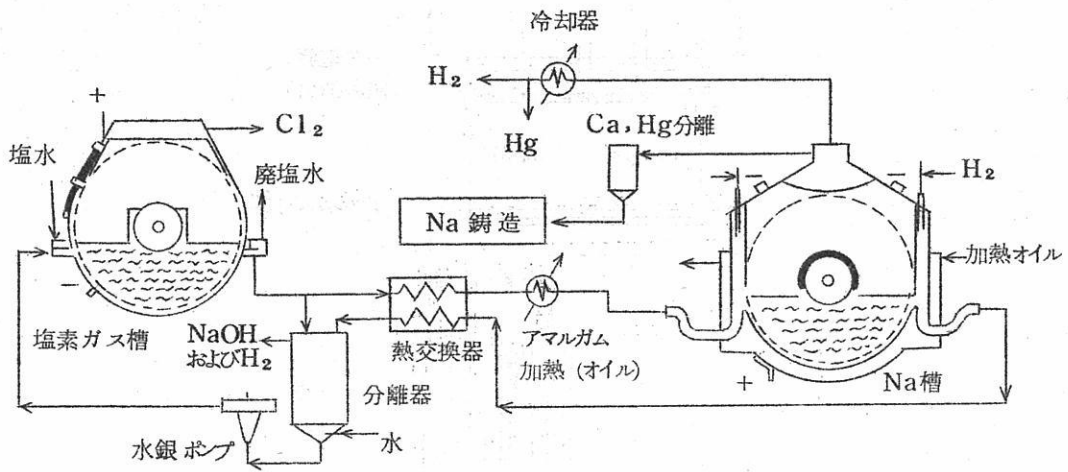 冷却器
H₂
Hg
Ca,Hg分離
+
Cl₂
塩水
廃塩水
−
−
H₂
Na 鋳造
加熱オイル
−
塩素ガス槽
NaOH
およびH₂
熱交換器
アマルガム
加熱(オイル)
+
Na槽
分離器
水
水銀ポンプ